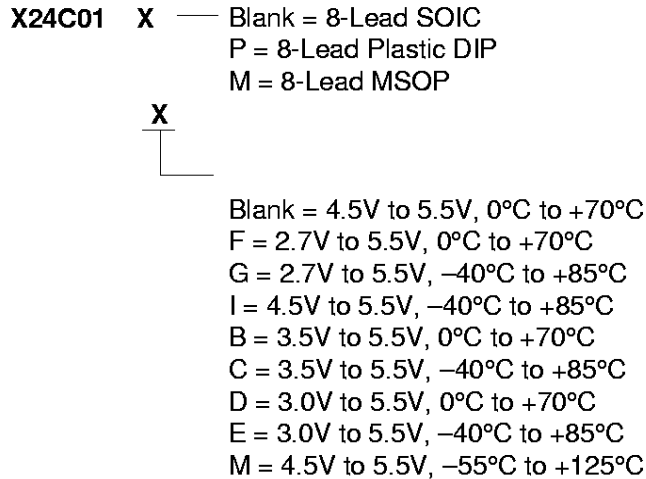 X24C01 X Blank = 8-Lead SOIC
P = 8-Lead Plastic DIP
M = 8-Lead MSOP
X
Blank = 4.5V to 5.5V, 0°C to +70°C
F = 2.7V to 5.5V, 0°C to +70°C
G = 2.7V to 5.5V, –40°C to +85°C
I = 4.5V to 5.5V, –40°C to +85°C
B = 3.5V to 5.5V, 0°C to +70°C
C = 3.5V to 5.5V, –40°C to +85°C
D = 3.0V to 5.5V, 0°C to +70°C
E = 3.0V to 5.5V, –40°C to +85°C
M = 4.5V to 5.5V, –55°C to +125°C